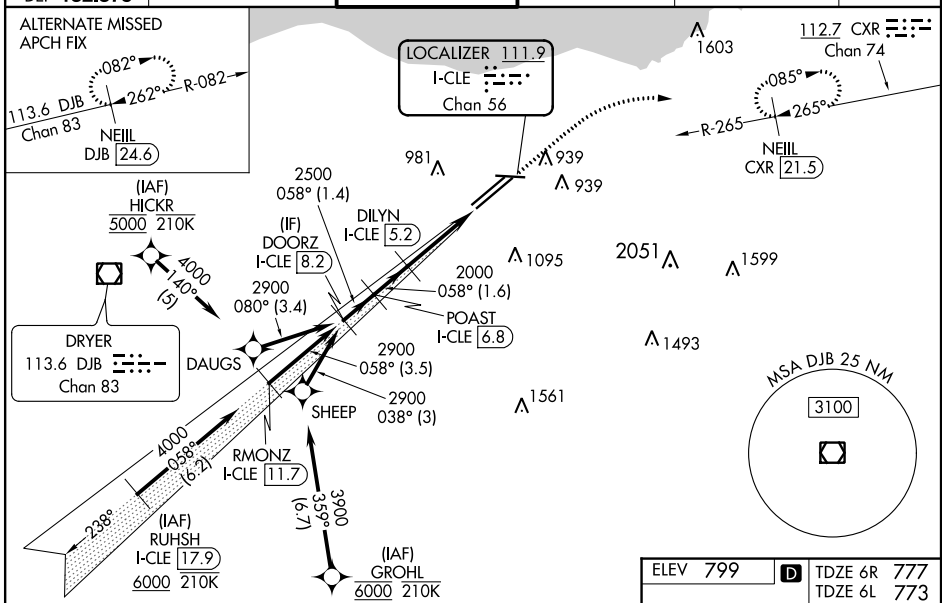 ALTERNATE MISSED
APCH FIX
082°
262°
R-082
113.6 DJB
Chan 83
NEIIL
DJB 24.6
LOCALIZER 111.9
I-CLE
Chan 56
1603
112.7 CXR
Chan 74
085°
265°
R-265
NEIIL
CXR 21.5
981
939
939
2500
058° (1.4)
(IAF)
HICKR
5000 210K
4000
140°
(5)
(IF)
DOORZ
I-CLE 8.2
DILYN
I-CLE 5.2
1095
2051
1599
2900
080° (3.4)
2000
058° (1.6)
POAST
I-CLE 6.8
DRYER
113.6 DJB
Chan 83
DAUGS
2900
058° (3.5)
1493
2900
038° (3)
SHEEP
1561
MSA DJB 25 NM
3100
4000
058°
(6.2)
RMONZ
I-CLE 11.7
238°
(IAF)
RUHSH
I-CLE 17.9
6000 210K
3900
359°
(6.7)
(IAF)
GROHL
6000 210K
ELEV 799
D
TDZE 6R 777
TDZE 6L 773